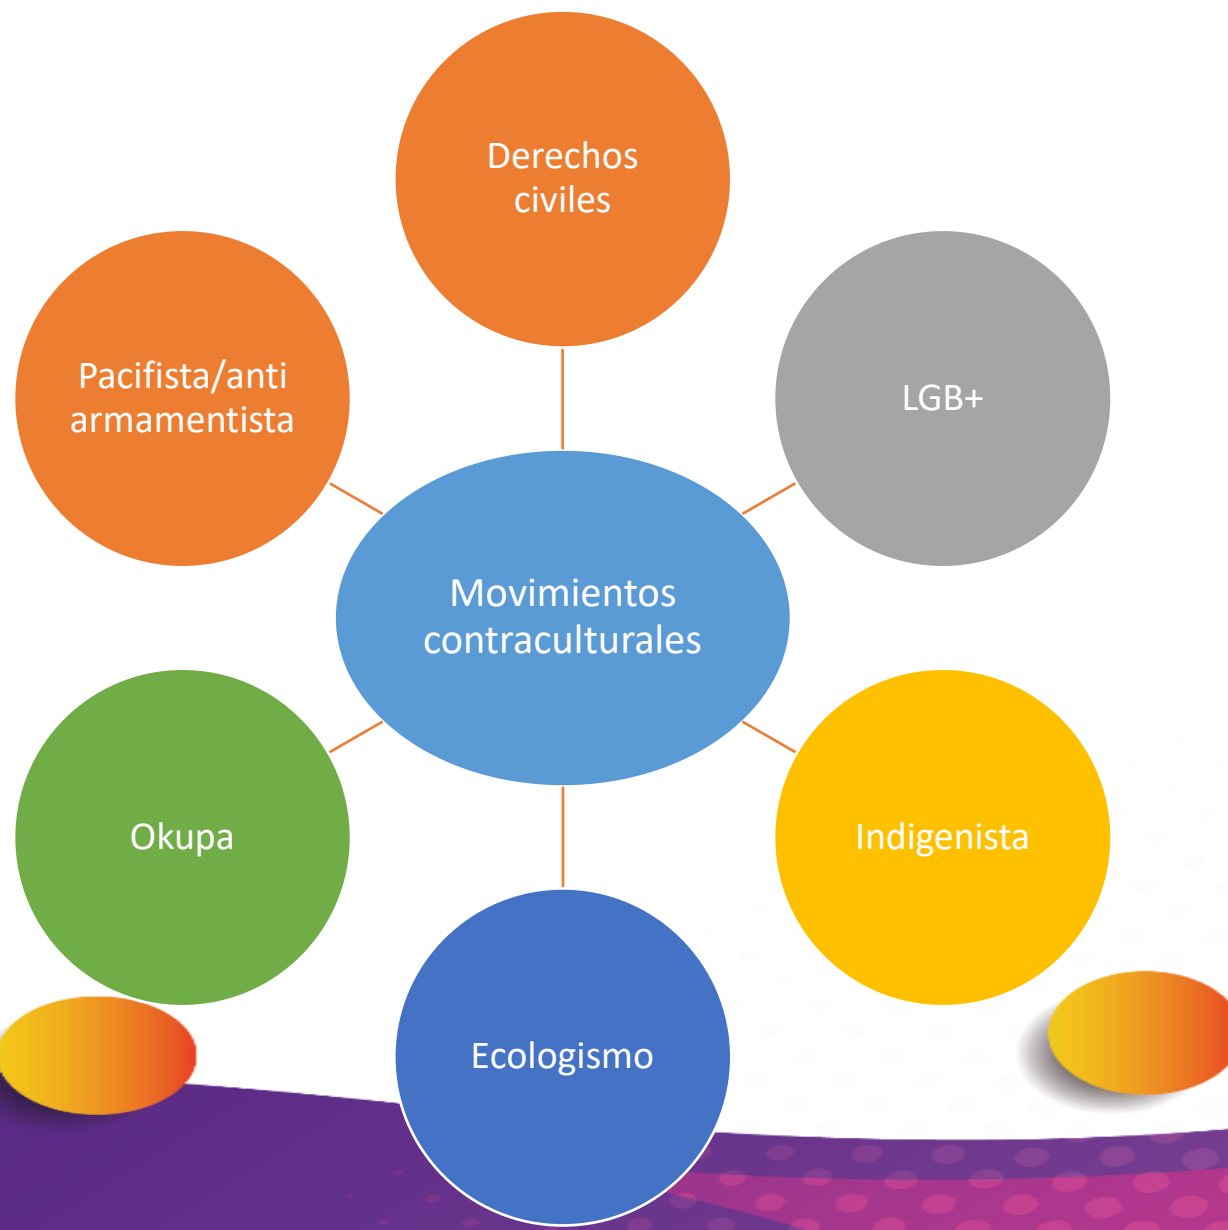 Derechos
civiles
Pacifista/anti
armamentista
LGB+
Movimientos
contraculturales
Okupa
Indigenista
Ecologismo